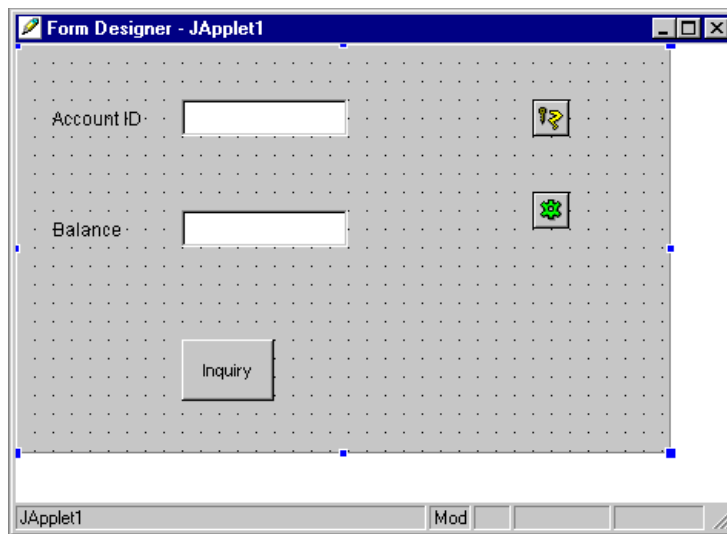 Form Designer - JApplet1
Account ID
Balance
Inquiry
JApplet1
Mod